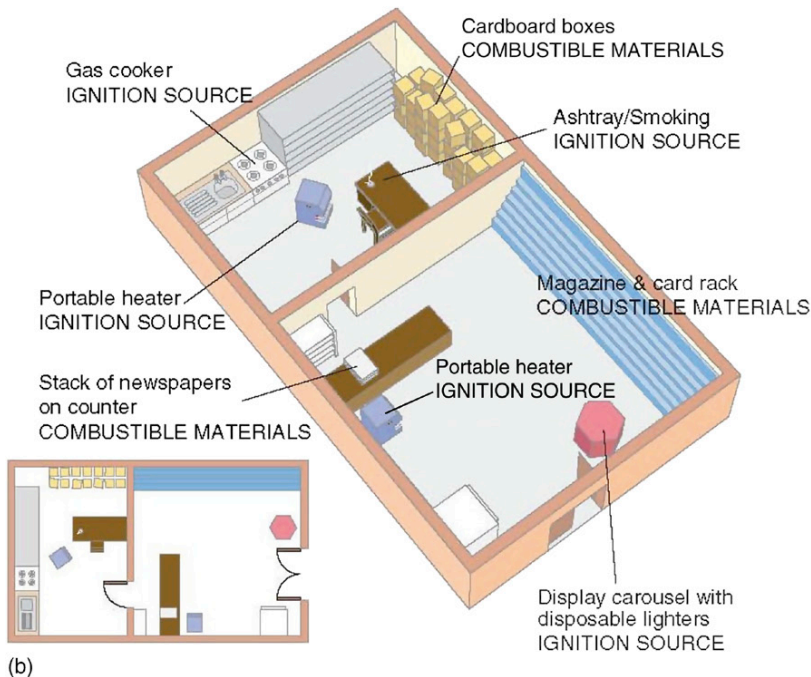 Cardboard boxes
COMBUSTIBLE MATERIALS
Gas cooker
IGNITION SOURCE
Ashtray/Smoking
IGNITION SOURCE
Magazine & card rack
COMBUSTIBLE MATERIALS
Portable heater
IGNITION SOURCE
Portable heater
IGNITION SOURCE
Stack of newspapers
on counter
COMBUSTIBLE MATERIALS
Display carousel with
disposable lighters
IGNITION SOURCE
(b)